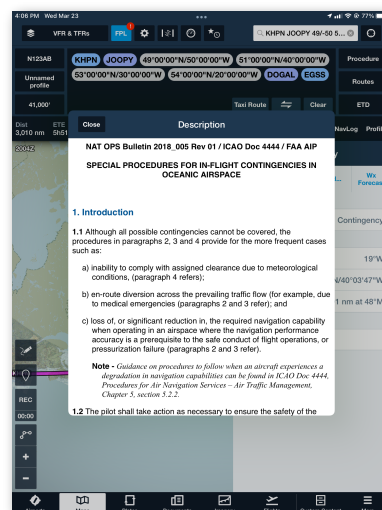 4:06 PM Wed Mar 23
77%
VFR & TFRs
FPL
KHPN JOOPY 49/-50 5...
N123AB
KHPN JOOPY 49°00'00"N/50°00'00"W 51°00'00"N/40°00'00"W
Procedure
Unnamed
profile
53°00'00"N/30°00'00"W 54°00'00"N/20°00'00"W DOGAL EGSS
Routes
41,000'
Taxi Route
Clear
ETD
Dist
ETE
3,010 nm
5h51
NavLog
Profil
Close
Description
2004Z
NAT OPS Bulletin 2018_005 Rev 01 / ICAO Doc 4444 / FAA AIP
SPECIAL PROCEDURES FOR IN-FLIGHT CONTINGENCIES IN
OCEANIC AIRSPACE
Wx
Forecas
1. Introduction
1.1 Although all possible contingencies cannot be covered, the
procedures in paragraphs 2, 3 and 4 provide for the more frequent cases
such as:
Contingency
a) inability to comply with assigned clearance due to meteorological
conditions, (paragraph 4 refers);
19°W
b) en-route diversion across the prevailing traffic flow (for example, due
to medical emergencies (paragraphs 2 and 3 refer); and
W/40°03'47"W
c) loss of, or significant reduction in, the required navigation capability
when operating in an airspace where the navigation performance
accuracy is a prerequisite to the safe conduct of flight operations, or
pressurization failure (paragraphs 2 and 3 refer).
1 nm at 48°M
Note - Guidance on procedures to follow when an aircraft experiences a
degradation in navigation capabilities can be found in ICAO Doc 4444,
Procedures for Air Navigation Services – Air Traffic Management,
Chapter 5, section 5.2.2.
REC
00:00
1.2 The pilot shall take action as necessary to ensure the safety of the